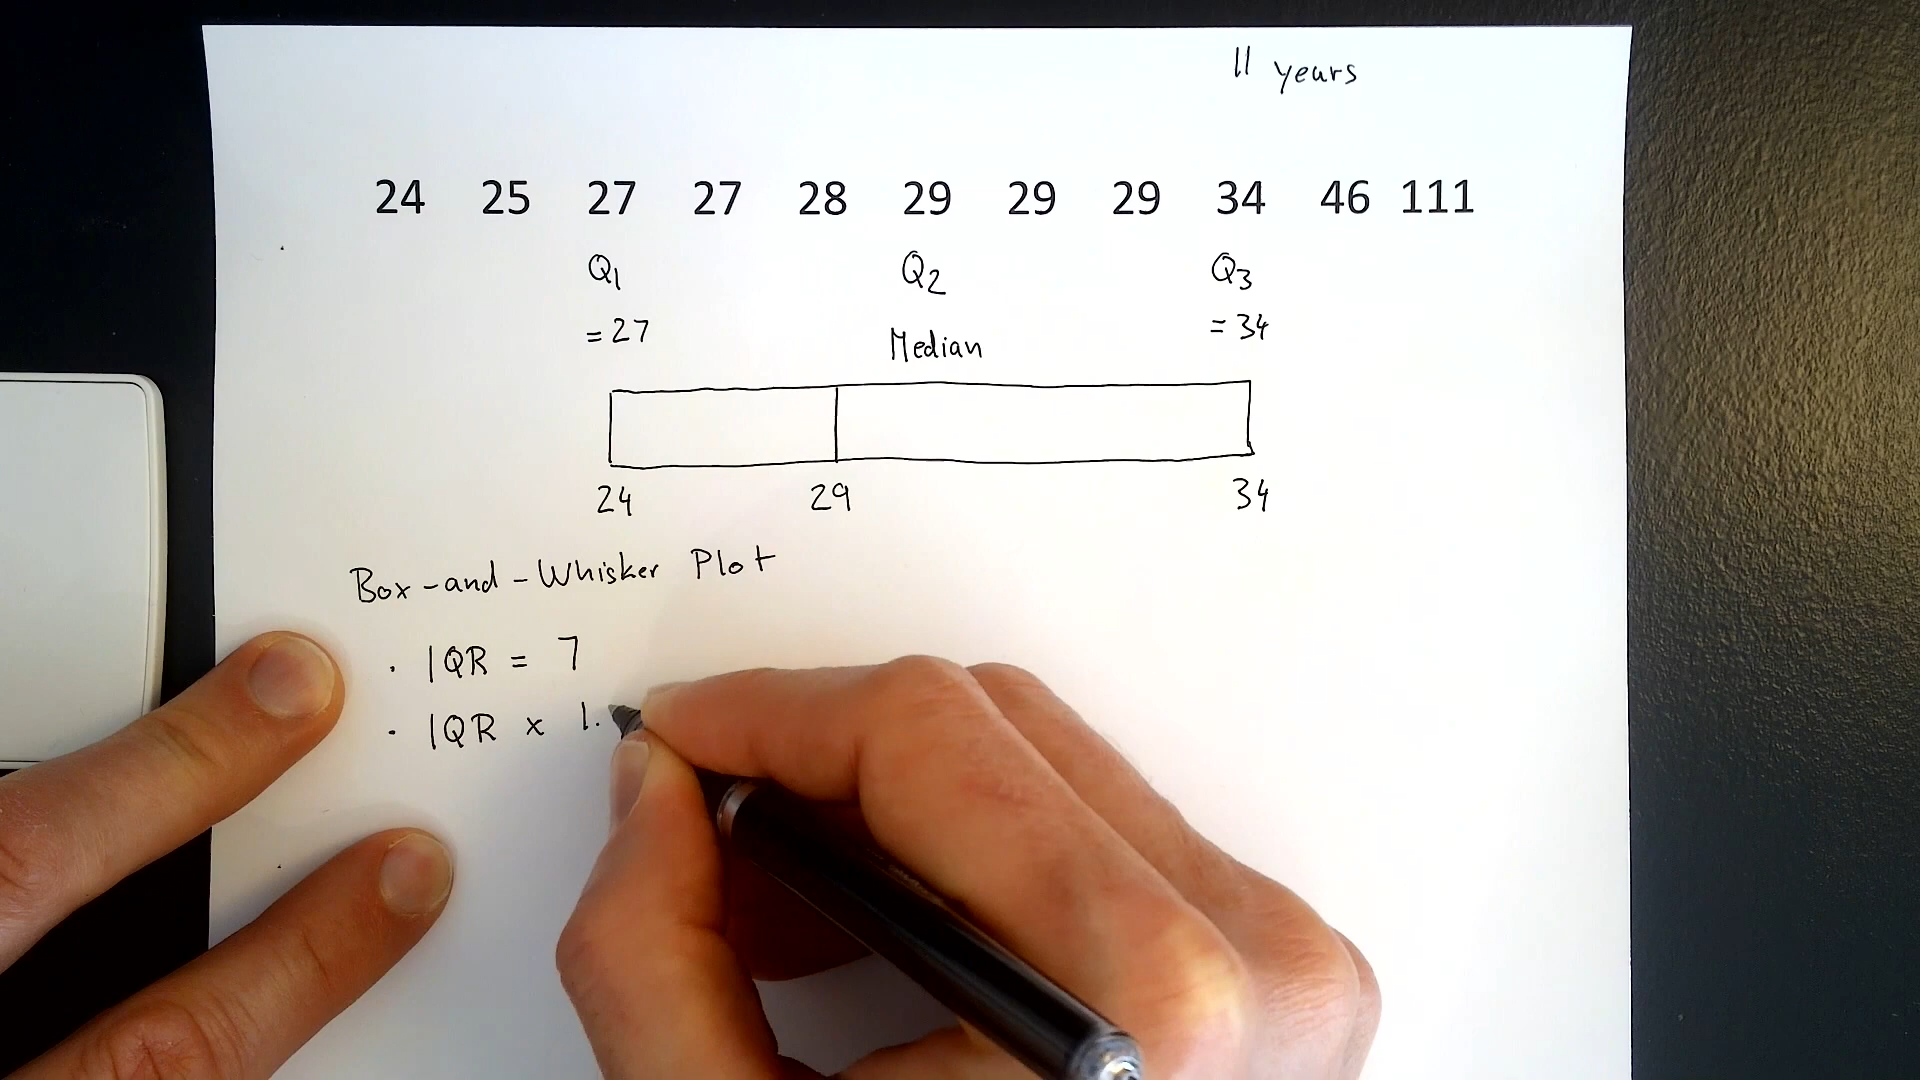 11 years
24 25 27 27 28 29 29 29 34 46 111
Q1 Q2 Q3
= 27 Median = 34
24 29 34
Box-and-Whisker Plot
· IQR = 7
· IQR x 1.